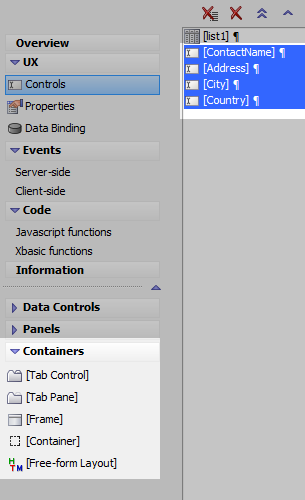 Overview
UX
Controls
Properties
Data Binding
Events
Server-side
Client-side
Code
Javascript functions
Xbasic functions
Information
Data Controls
Panels
Containers
[Tab Control]
[Tab Pane]
[Frame]
[Container]
HTM [Free-form Layout]
[list1] ¶
[ContactName] ¶
[Address] ¶
[City] ¶
[Country] ¶